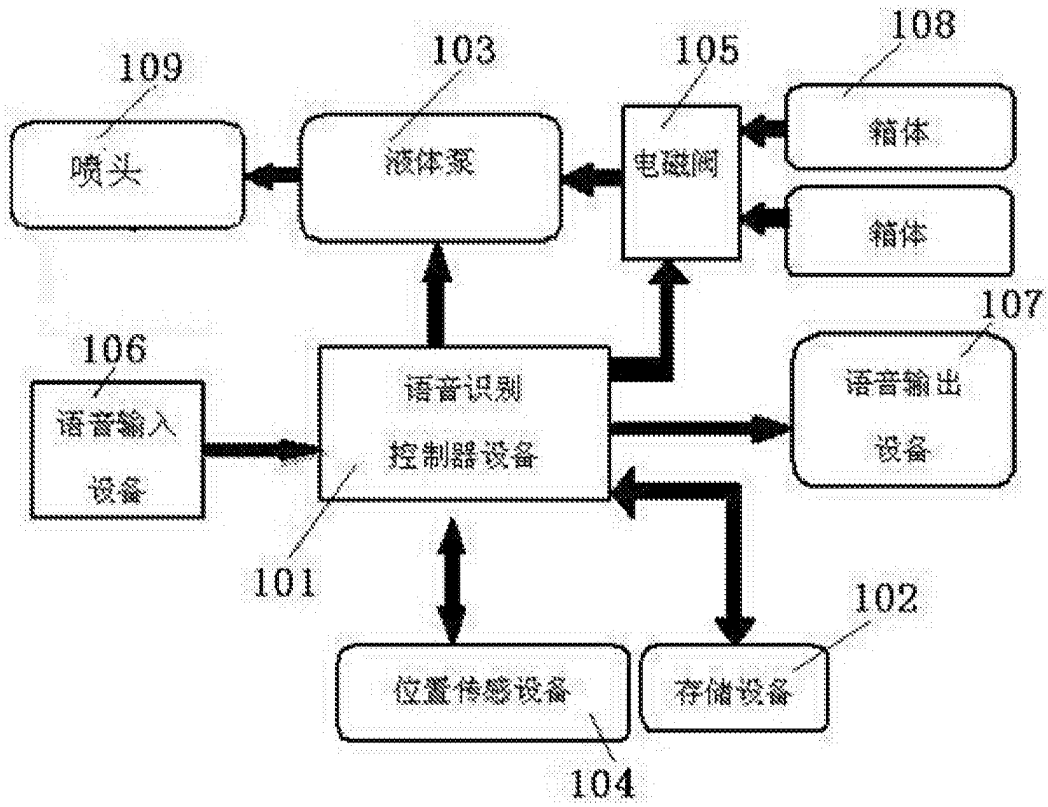 109
103
105
108
喷头
液体泵
电磁阀
箱体
箱体
106
107
语音输入
设备
语音识别
控制器设备
语音输出
设备
101
102
位置传感设备
存储设备
104